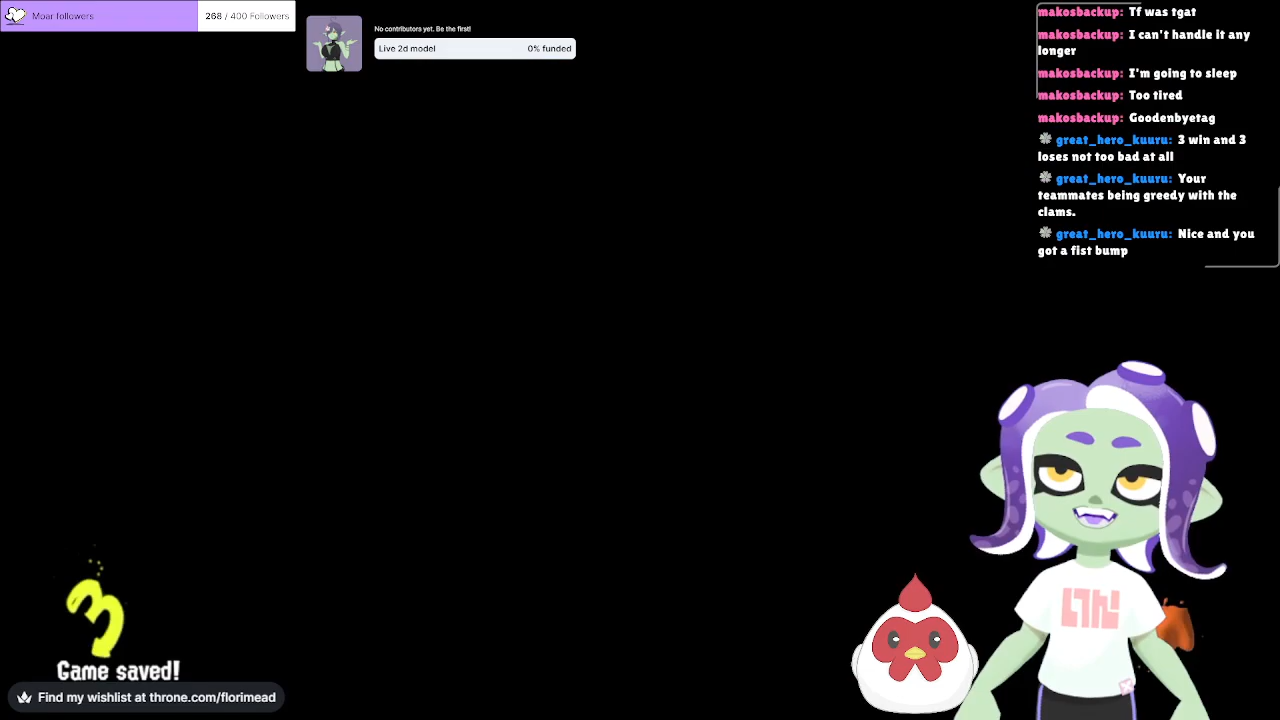 Moar followers
268 / 400 Followers
No contributors yet. Be the first!
Live 2d model
0% funded
makosbackup: Tf was tgat
makosbackup: I can't handle it any
longer
makosbackup: I'm going to sleep
makosbackup: Too tired
makosbackup: Goodenbyetag
great_hero_kuuru: 3 win and 3
loses not too bad at all
great_hero_kuuru: Your
teammates being greedy with the
clams.
great_hero_kuuru: Nice and you
got a fist bump
3
Game saved!
Find my wishlist at throne.com/florimead